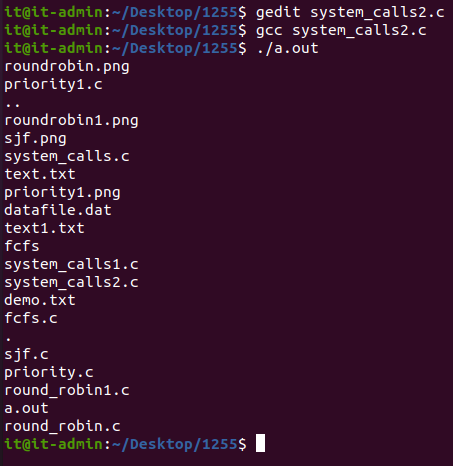 it@it-admin:~/Desktop/1255$ gedit system_calls2.c
it@it-admin:~/Desktop/1255$ gcc system_calls2.c
it@it-admin:~/Desktop/1255$ ./a.out
roundrobin.png
priority1.c
..
roundrobin1.png
sjf.png
system_calls.c
text.txt
priority1.png
datafile.dat
text1.txt
fcfs
system_calls1.c
system_calls2.c
demo.txt
fcfs.c
.
sjf.c
priority.c
round_robin1.c
a.out
round_robin.c
it@it-admin:~/Desktop/1255$